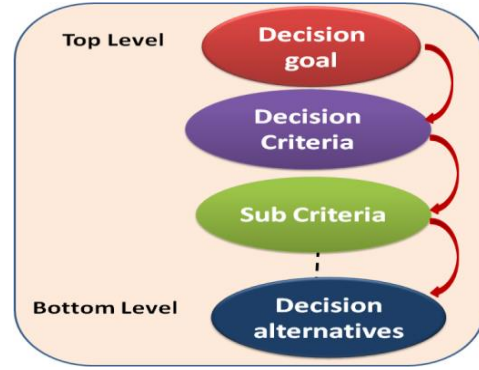 Top Level
Decision
goal
Decision
Criteria
Sub Criteria
Bottom Level
Decision
alternatives